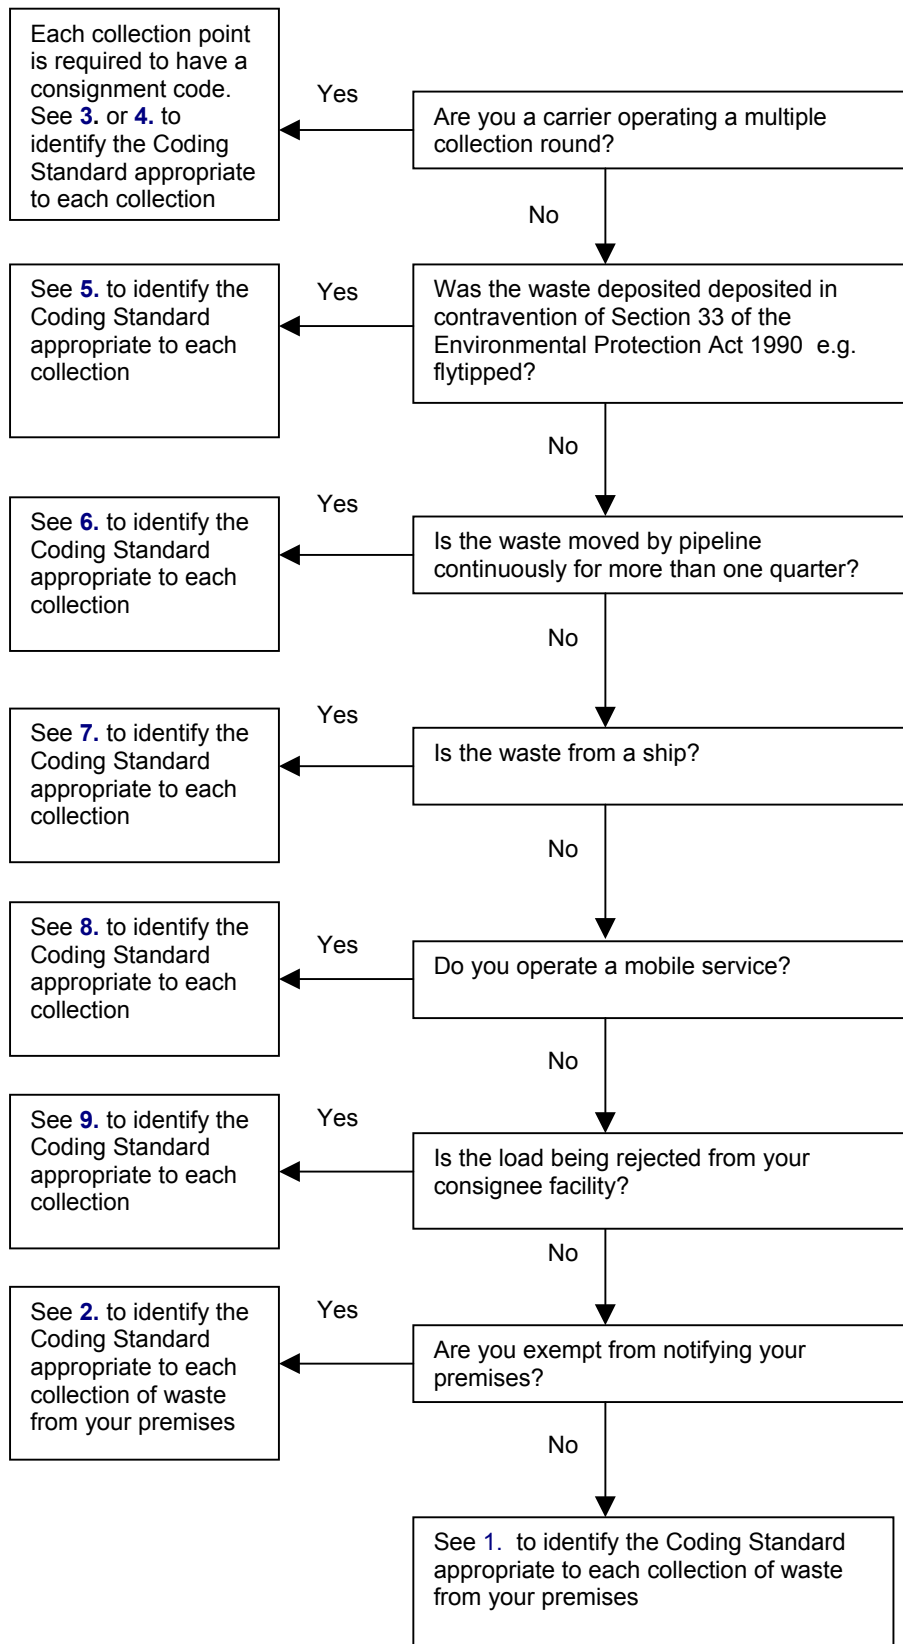 Each collection point
is required to have a
consignment code.
See 3. or 4. to
identify the Coding
Standard appropriate
to each collection
Yes
Are you a carrier operating a multiple
collection round?
No
See 5. to identify the
Coding Standard
appropriate to each
collection
Yes
Was the waste deposited deposited in
contravention of Section 33 of the
Environmental Protection Act 1990 e.g.
flytipped?
No
See 6. to identify the
Coding Standard
appropriate to each
collection
Yes
Is the waste moved by pipeline
continuously for more than one quarter?
No
See 7. to identify the
Coding Standard
appropriate to each
collection
Yes
Is the waste from a ship?
No
See 8. to identify the
Coding Standard
appropriate to each
collection
Yes
Do you operate a mobile service?
No
See 9. to identify the
Coding Standard
appropriate to each
collection
Yes
Is the load being rejected from your
consignee facility?
No
See 2. to identify the
Coding Standard
appropriate to each
collection of waste
from your premises
Yes
Are you exempt from notifying your
premises?
No
See 1. to identify the Coding Standard
appropriate to each collection of waste
from your premises